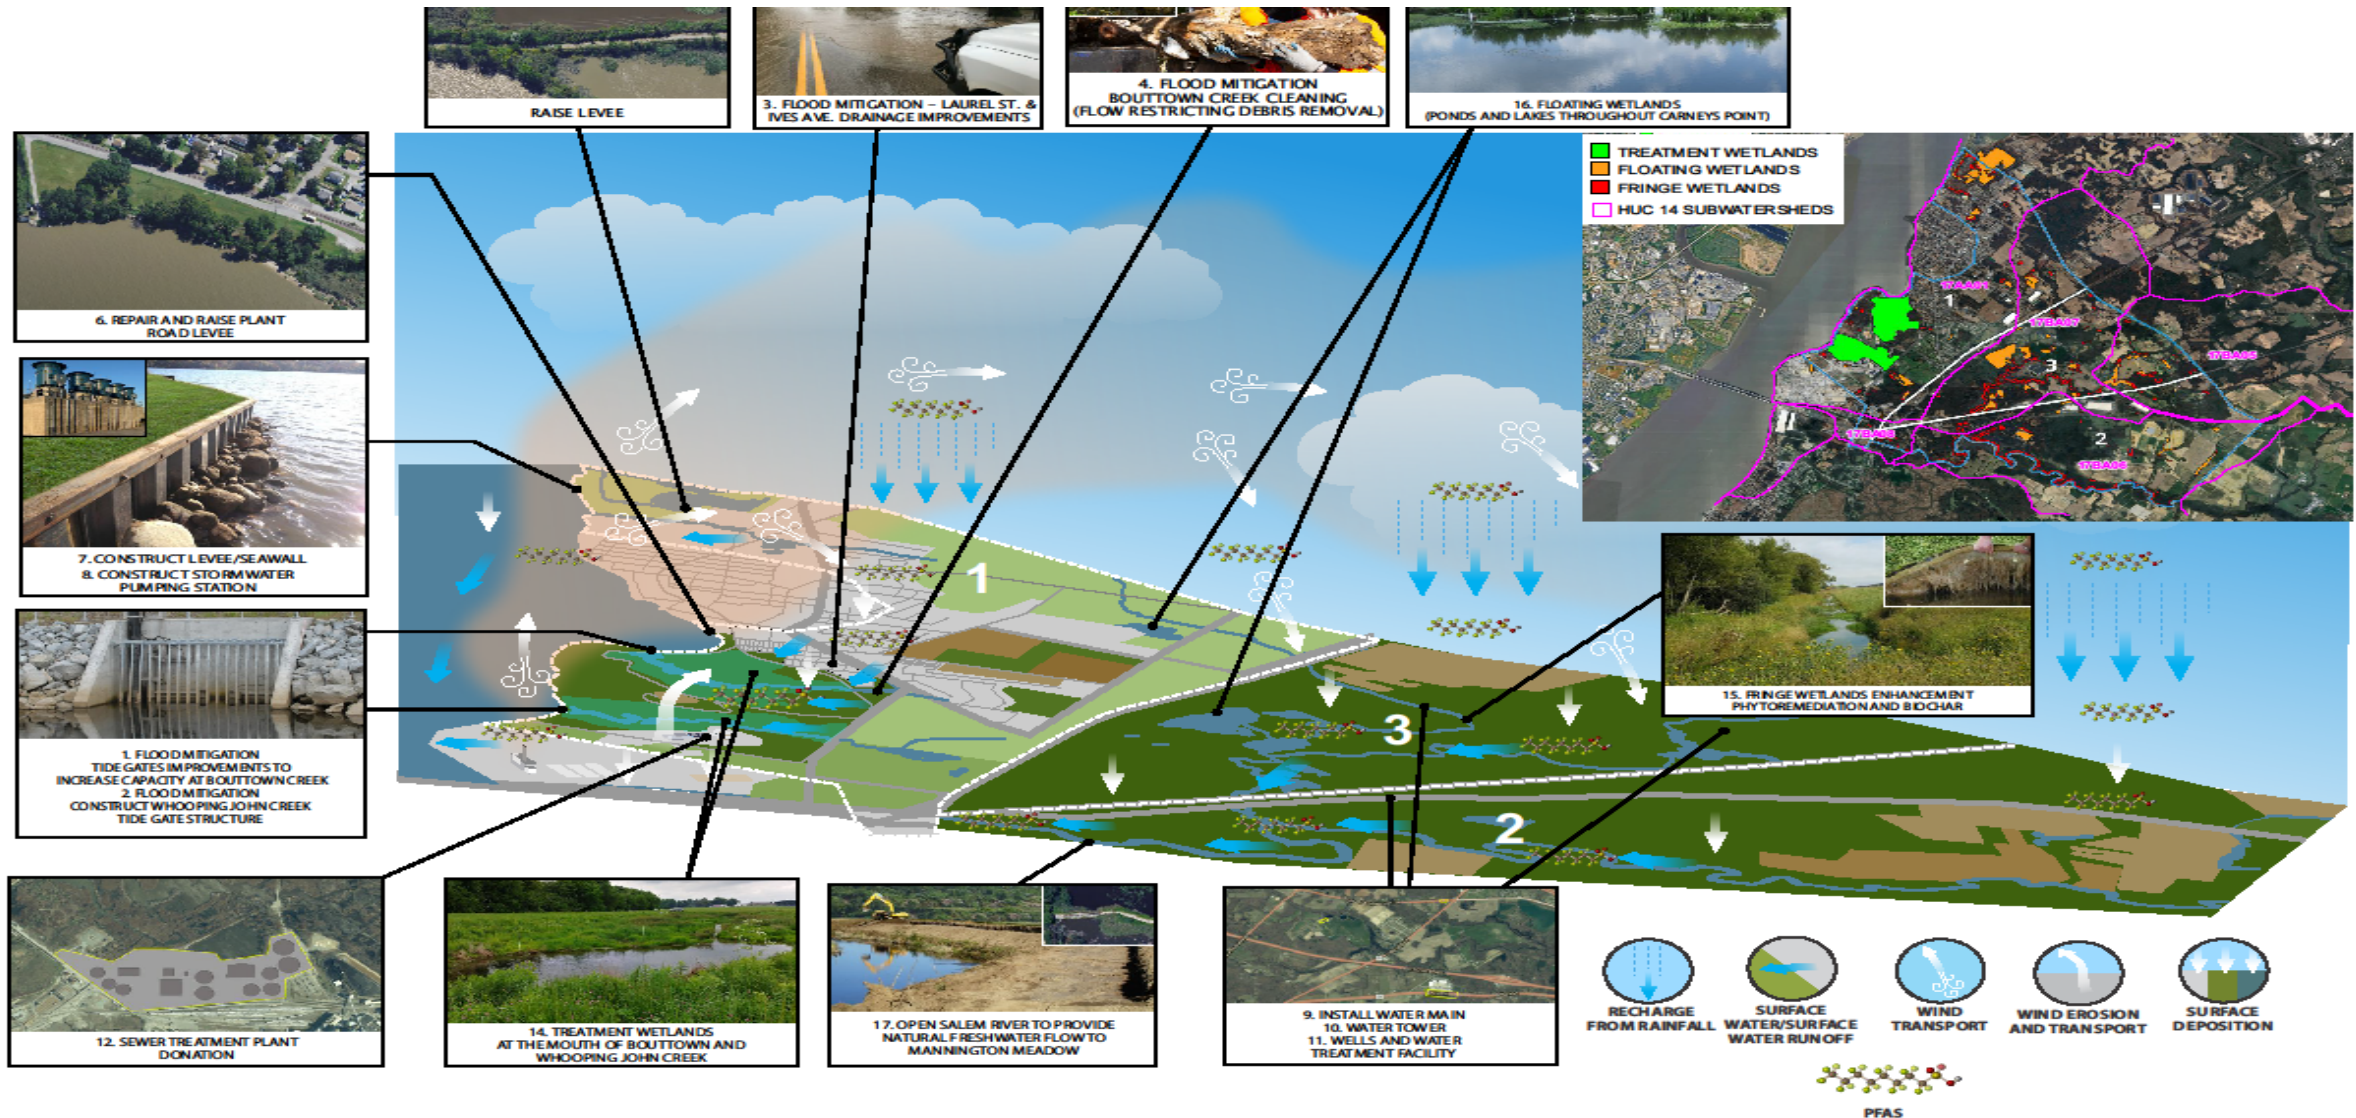 RAISE LEVEE
3. FLOOD MITIGATION – LAUREL ST. &
IVES AVE. DRAINAGE IMPROVEMENTS
4. FLOOD MITIGATION
BOUTTOWN CREEK CLEANING
(FLOW RESTRICTING DEBRIS REMOVAL)
16. FLOATING WETLANDS
(PONDS AND LAKES THROUGHOUT CARNEYS POINT)
TREATMENT WETLANDS
FLOATING WETLANDS
FRINGE WETLANDS
HUC 14 SUBWATERSHEDS
17AA01
1
17BA07
17BA05
3
17BA08
2
6. REPAIR AND RAISE PLANT
ROAD LEVEE
7. CONSTRUCT LEVEE/SEAWALL
8. CONSTRUCT STORMWATER
PUMPING STATION
1. FLOOD MITIGATION
TIDE GATES IMPROVEMENTS TO
INCREASE CAPACITY AT BOUTTOWN CREEK
2. FLOOD MITIGATION
CONSTRUCT WHOOPING JOHN CREEK
TIDE GATE STRUCTURE
1
3
2
15. FRINGE WETLANDS ENHANCEMENT
PHYTOREMEDIATION AND BIOCHAR
12. SEWER TREATMENT PLANT
DONATION
14. TREATMENT WETLANDS
AT THE MOUTH OF BOUTTOWN AND
WHOOPING JOHN CREEK
17. OPEN SALEM RIVER TO PROVIDE
NATURAL FRESHWATER FLOW TO
MANNINGTON MEADOW
9. INSTALL WATER MAIN
10. WATER TOWER
11. WELLS AND WATER
TREATMENT FACILITY
RECHARGE
FROM RAINFALL
SURFACE
WATER/SURFACE
WATER RUNOFF
WIND
TRANSPORT
WIND EROSION
AND TRANSPORT
SURFACE
DEPOSITION
PFAS